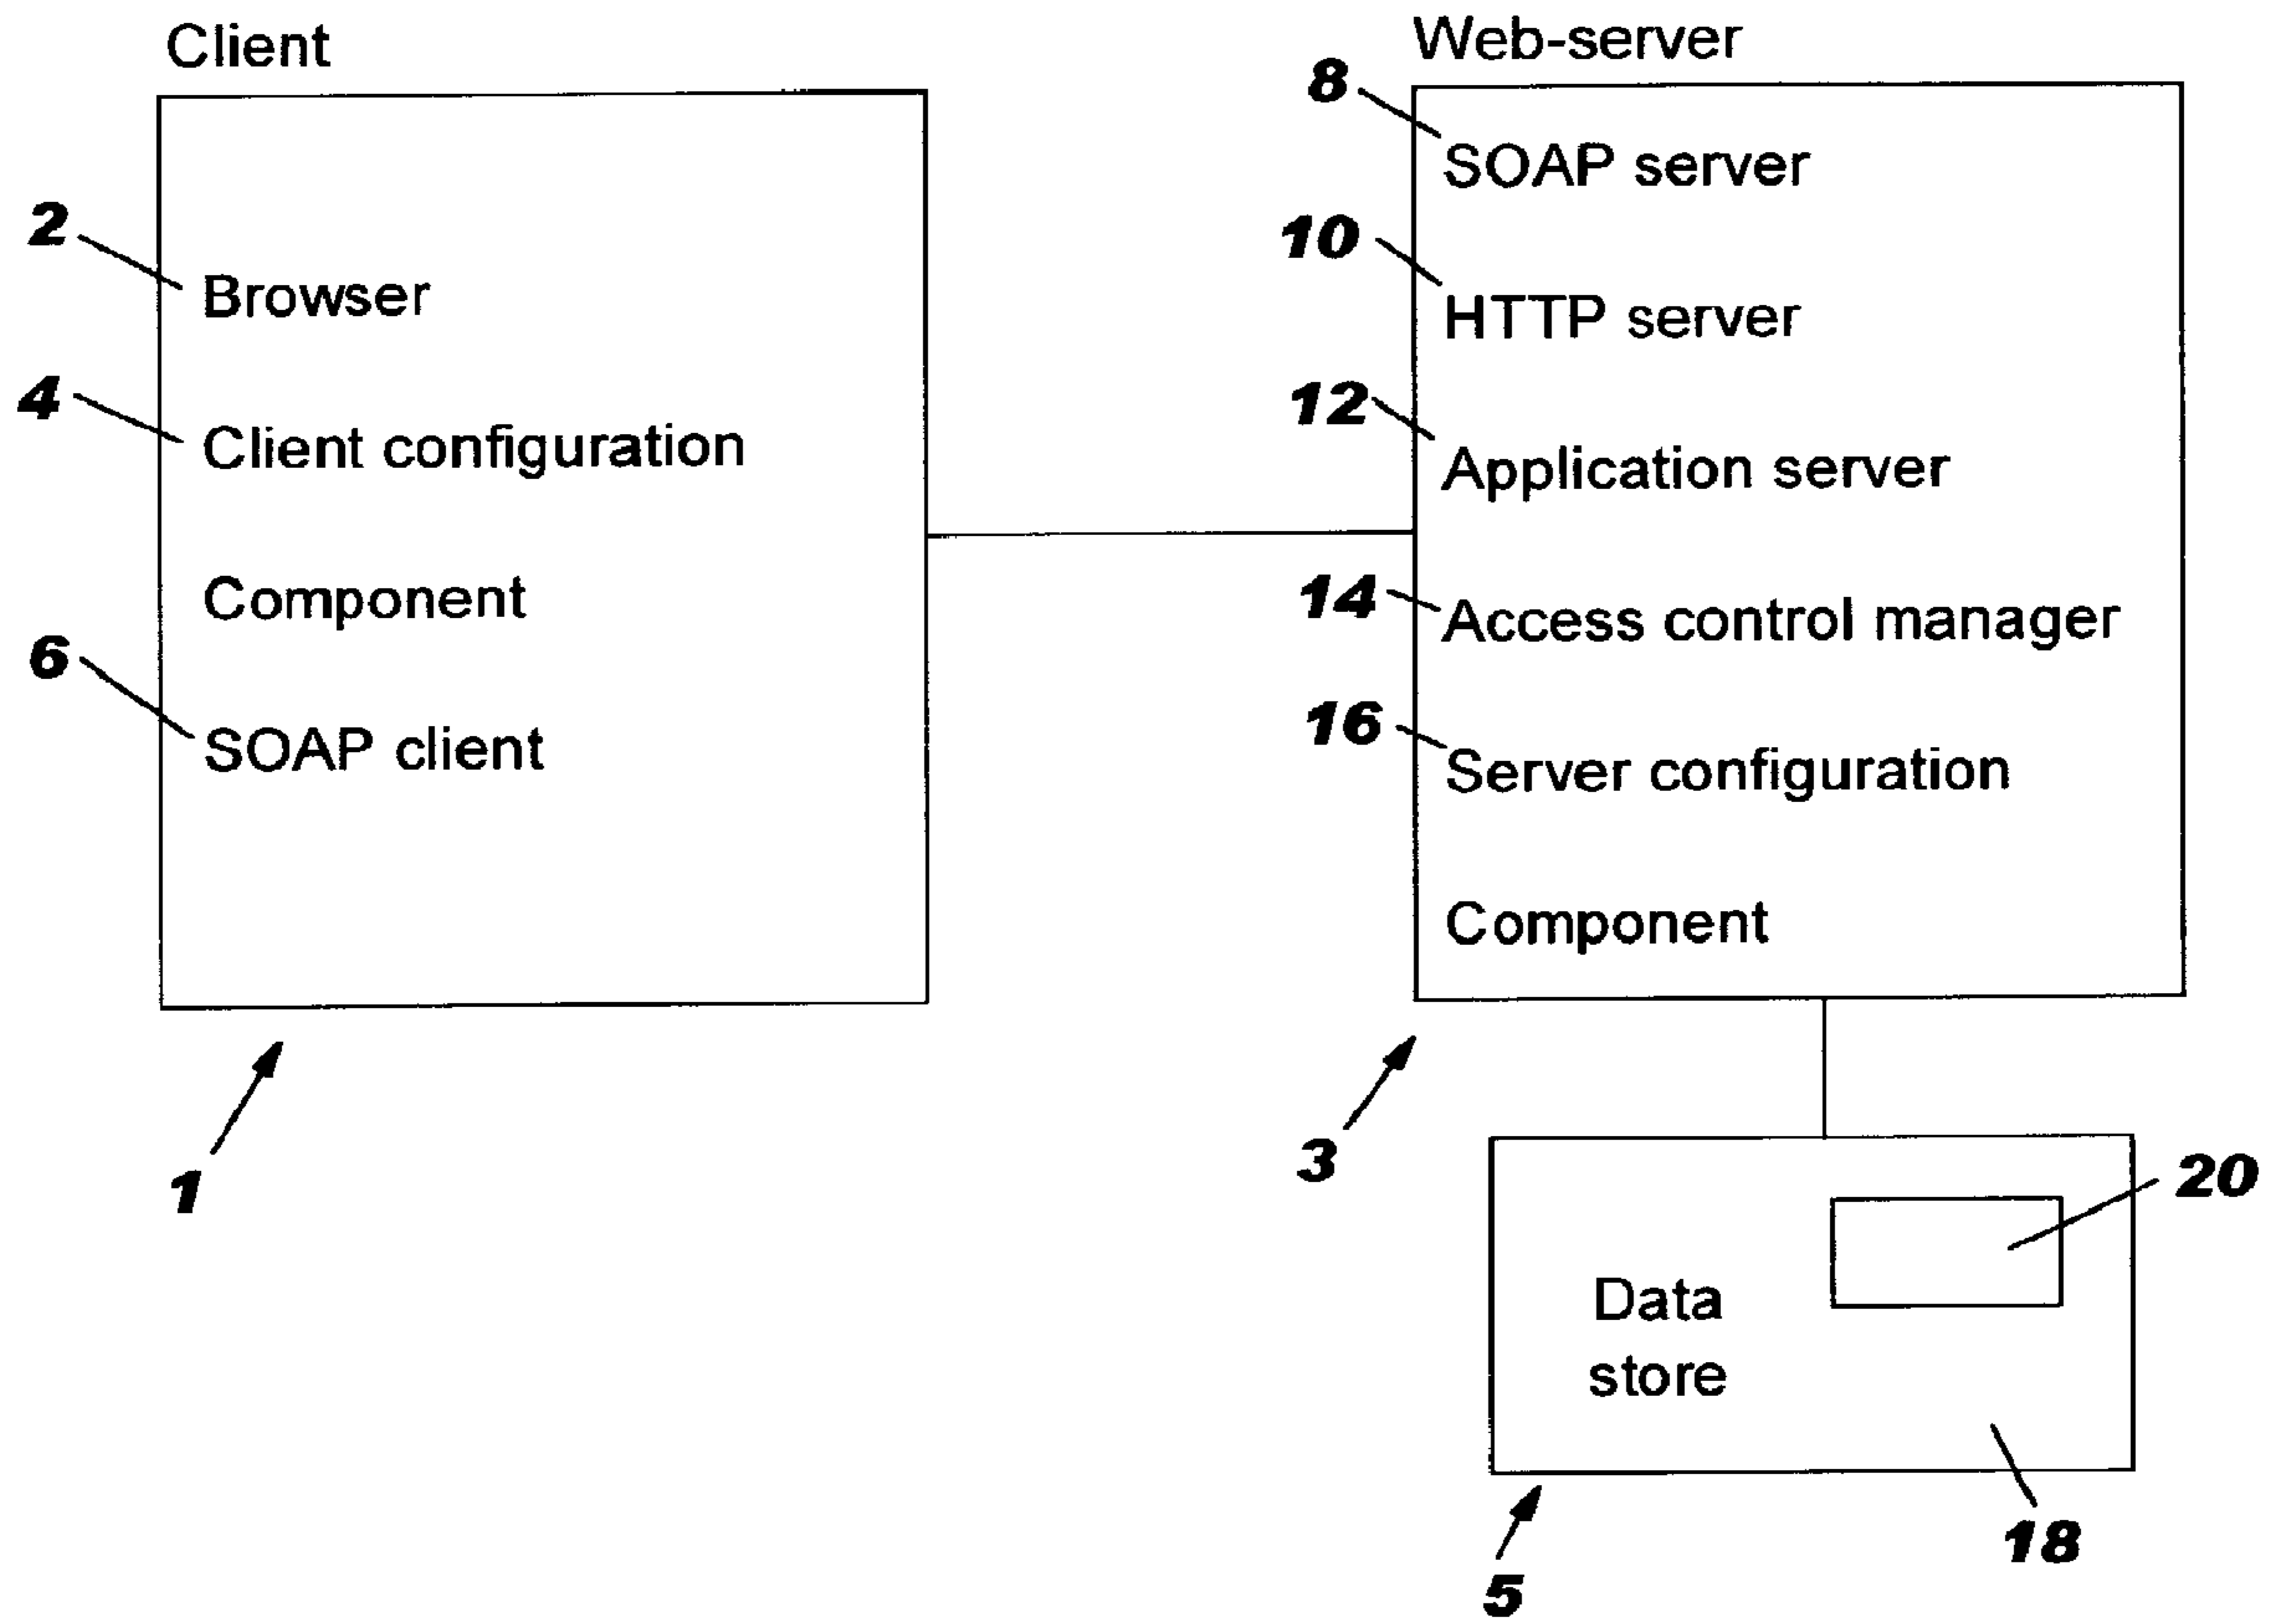 Client
2
Browser
4
Client configuration
Component
6
SOAP client
1
Web-server
8
SOAP server
10
HTTP server
12
Application server
14
Access control manager
16
Server configuration
Component
3
20
Data
store
18
5